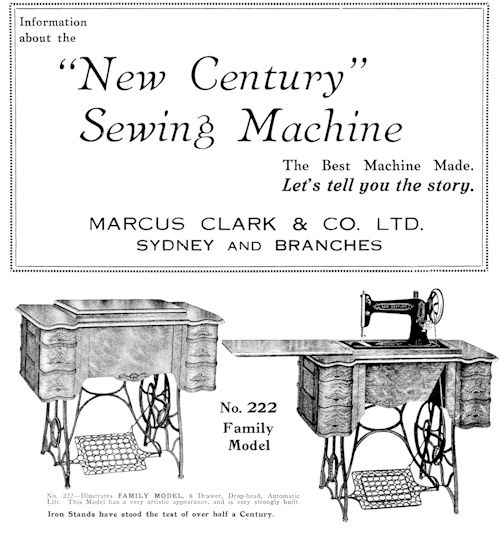 Information
about the
"New Century"
Sewing Machine
The Best Machine Made.
Let's tell you the story.
MARCUS CLARK & CO. LTD.
SYDNEY AND BRANCHES
No. 222
Family
Model
No. 222—Illustrates FAMILY MODEL, 6 Drawer, Drop-head, Automatic
Lift. This Model has a very artistic appearance, and is very strongly built.
Iron Stands have stood the test of over half a Century.